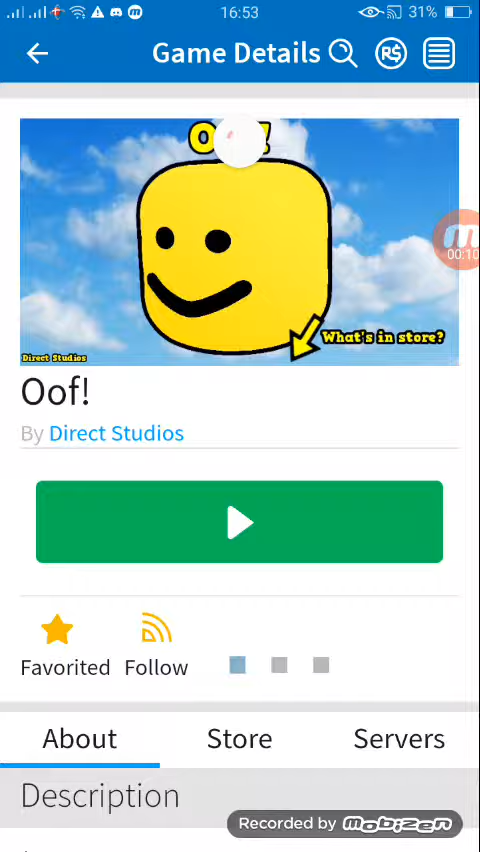 16:53
31%
Game Details
R$
What's in store?
Direct Studios
Oof!
By Direct Studios
00:10
Favorited
Follow
About
Store
Servers
Description
Recorded by mobizen